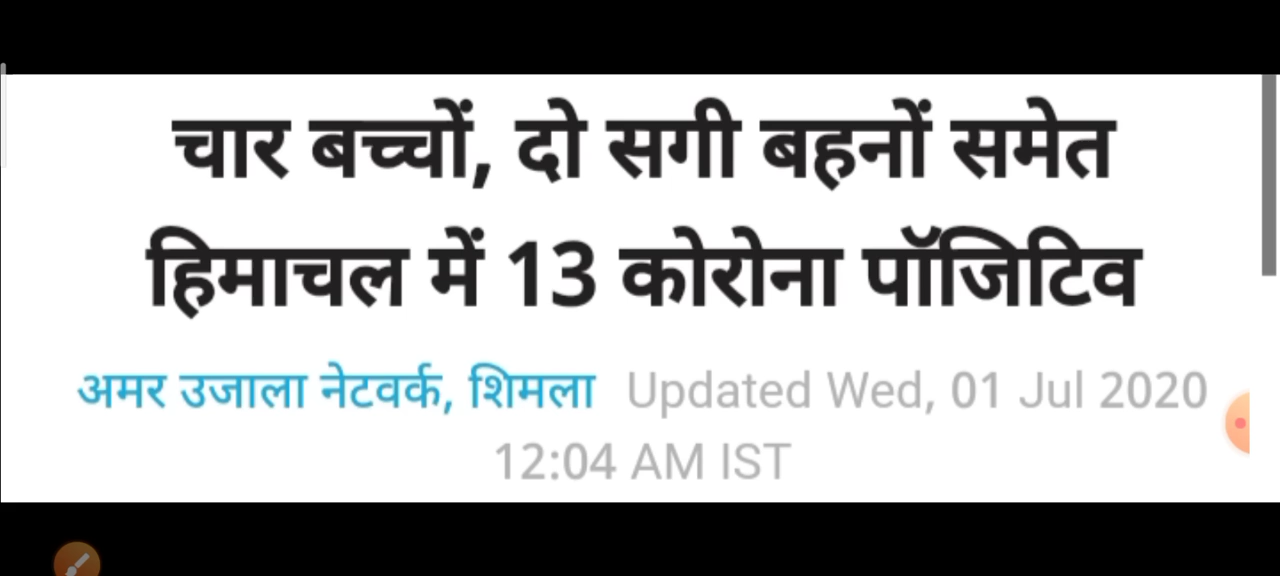 चार बच्चों, दो सगी बहनों समेत
हिमाचल में 13 कोरोना पॉजिटिव
अमर उजाला नेटवर्क, शिमला Updated Wed, 01 Jul 2020
12:04 AM IST